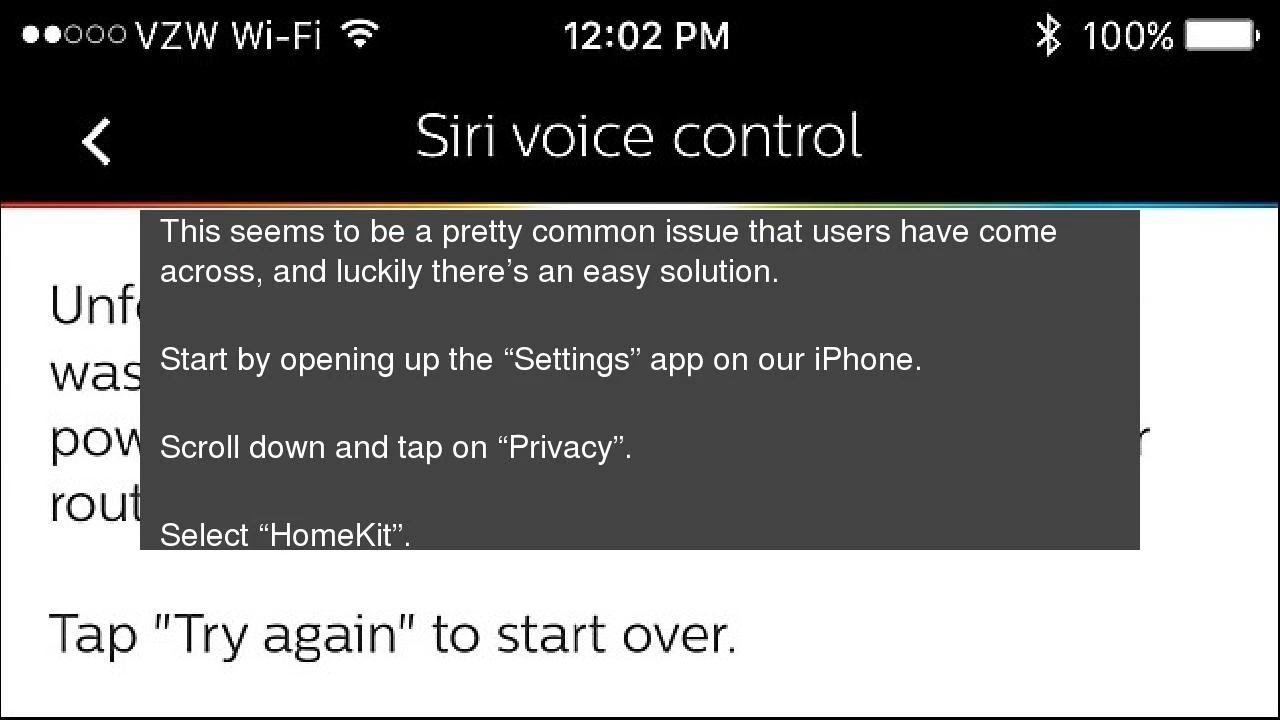 VZW Wi-Fi 12:02 PM 100%
Siri voice control
This seems to be a pretty common issue that users have come
across, and luckily there’s an easy solution.
Start by opening up the “Settings” app on our iPhone.
Scroll down and tap on “Privacy”.
Select “HomeKit”.
was
Tap "Try again" to start over.